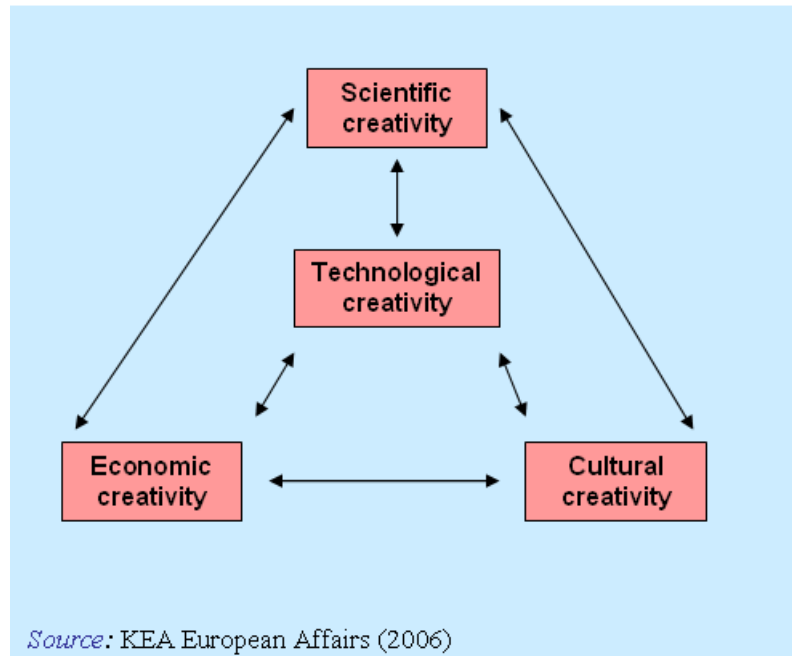 Scientific
creativity
Technological
creativity
Economic
creativity
Cultural
creativity
Source: KEA European Affairs (2006)